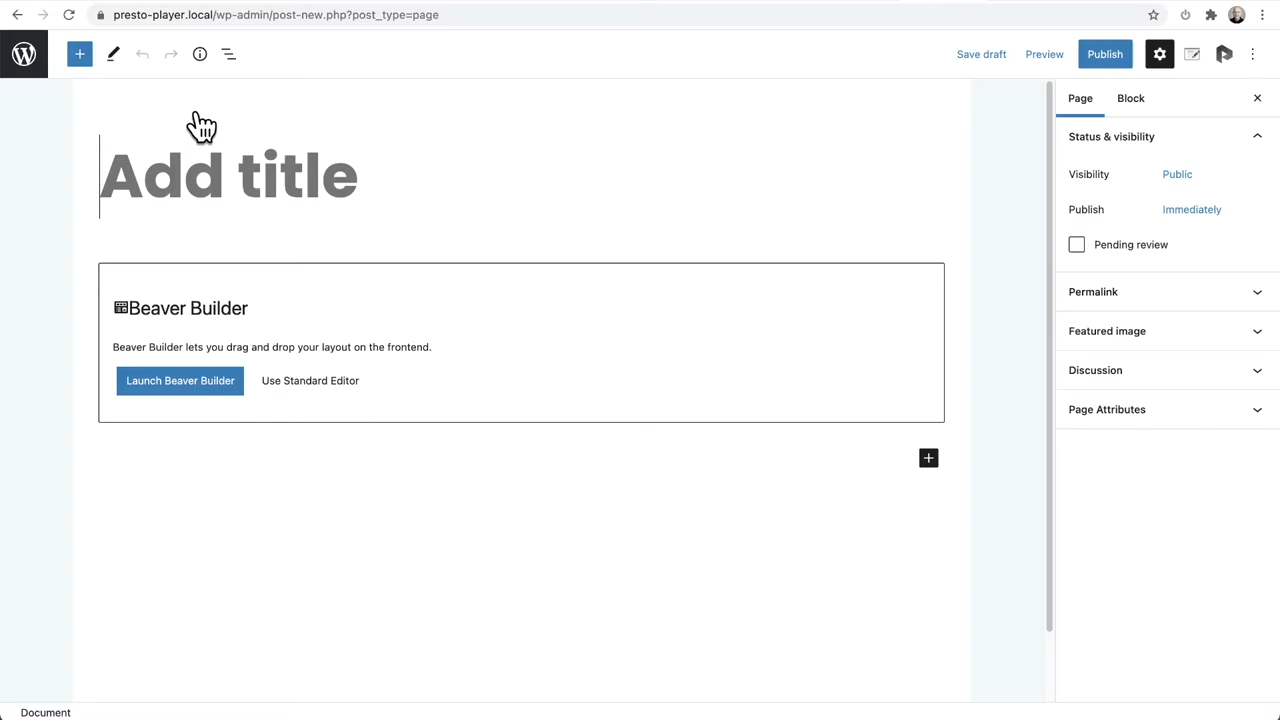 presto-player.local/wp-admin/post-new.php?post_type=page
Save draft
Preview
Publish
Page
Block
Add title
Status & visibility
Visibility
Public
Publish
Immediately
Pending review
Beaver Builder
Beaver Builder lets you drag and drop your layout on the frontend.
Launch Beaver Builder
Use Standard Editor
Permalink
Featured image
Discussion
Page Attributes
Document